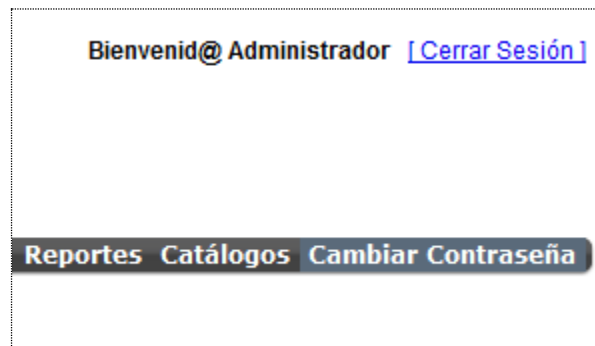 Bienvenid@ Administrador [ Cerrar Sesión ]
Reportes Catálogos Cambiar Contraseña